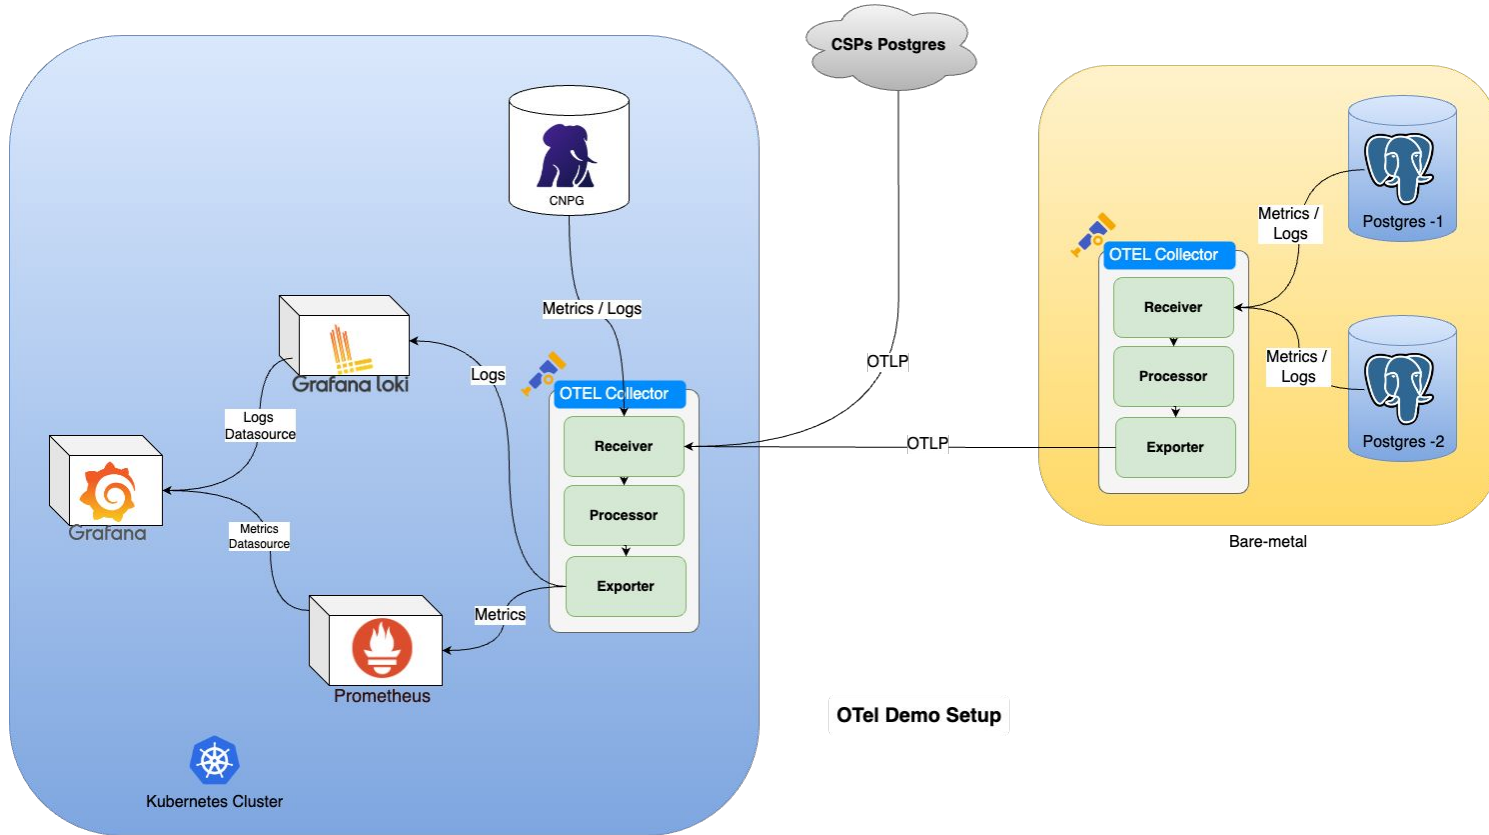 CSPs Postgres
CNPG
Metrics / Logs
Grafana loki
Logs
Logs
Datasource
Grafana
Metrics
Datasource
Prometheus
Metrics
OTEL Collector
Receiver
Processor
Exporter
Kubernetes Cluster
OTLP
OTLP
OTel Demo Setup
OTEL Collector
Receiver
Processor
Exporter
Metrics /
Logs
Metrics /
Logs
Postgres -1
Postgres -2
Bare-metal